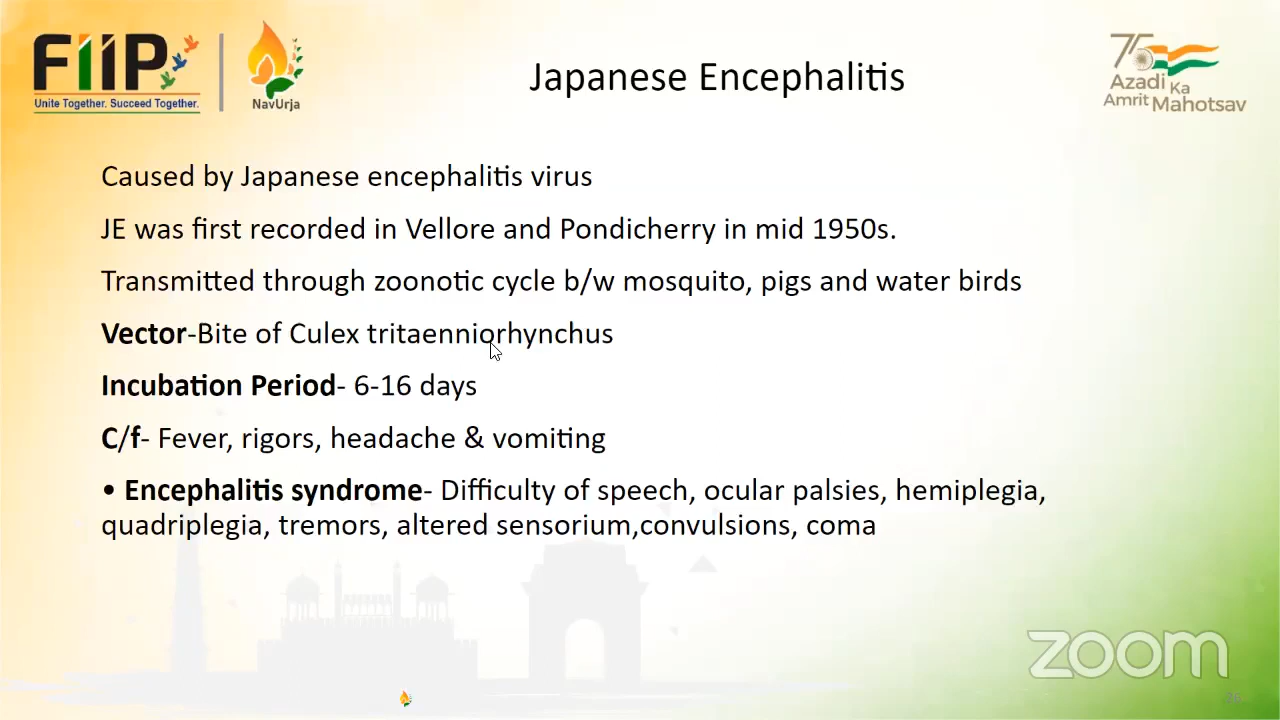 FIIP
Unite Together. Succeed Together.
NavUrja
Japanese Encephalitis
75
Azadi Ka
Amrit Mahotsav
Caused by Japanese encephalitis virus
JE was first recorded in Vellore and Pondicherry in mid 1950s.
Transmitted through zoonotic cycle b/w mosquito, pigs and water birds
Vector-Bite of Culex tritaenniorhynchus
Incubation Period- 6-16 days
C/f- Fever, rigors, headache & vomiting
• Encephalitis syndrome- Difficulty of speech, ocular palsies, hemiplegia,
quadriplegia, tremors, altered sensorium,convulsions, coma
zoom